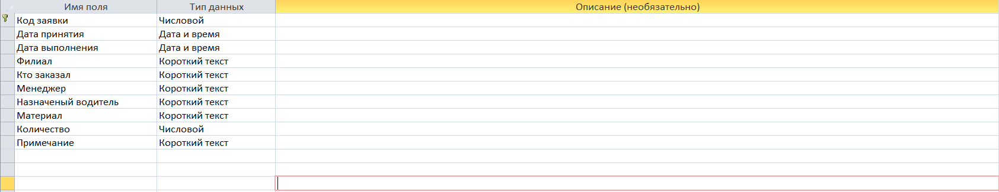 Имя поля Тип данных Описание (необязательно)
Код заявки Числовой
Дата принятия Дата и время
Дата выполнения Дата и время
Филиал Короткий текст
Кто заказал Короткий текст
Менеджер Короткий текст
Назначеный водитель Короткий текст
Материал Короткий текст
Количество Числовой
Примечание Короткий текст